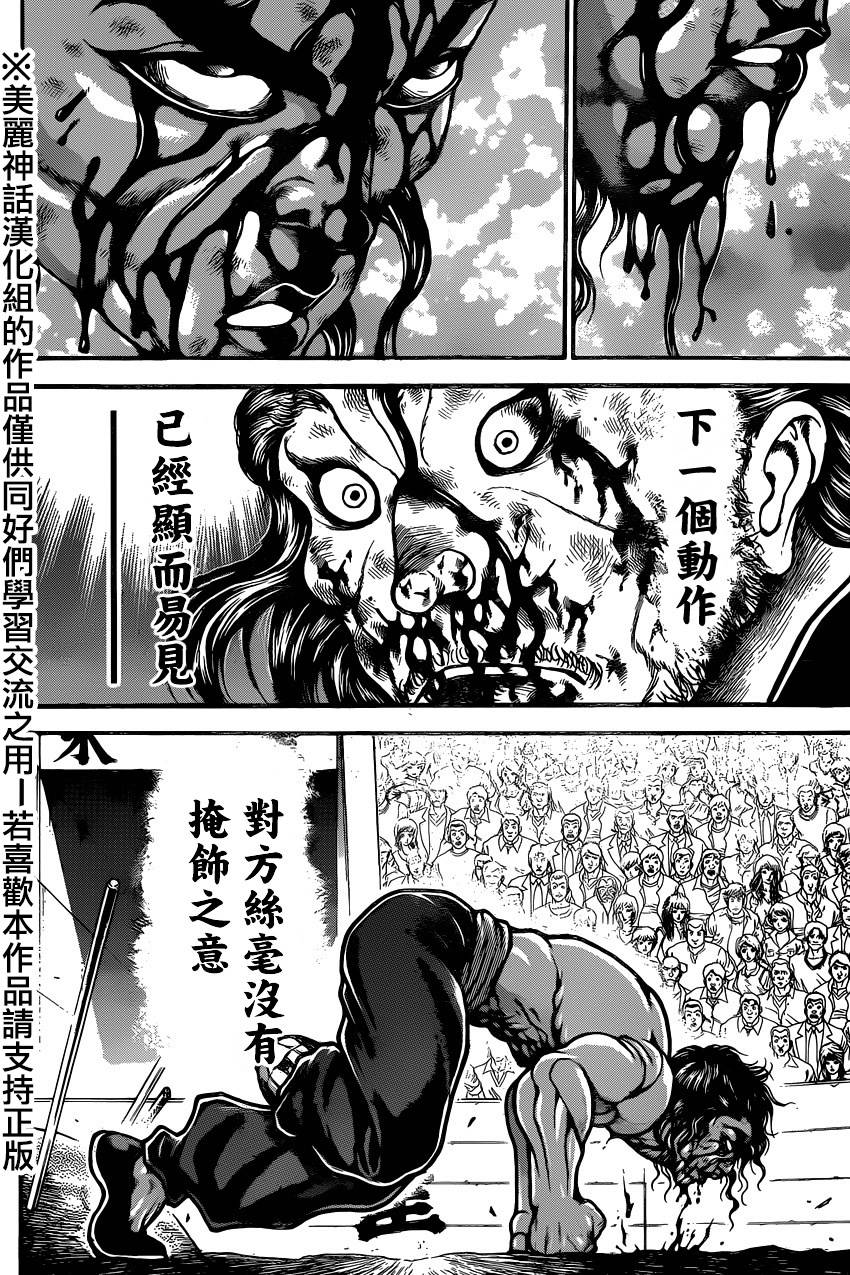 ※美麗神話漢化組的作品僅供同好們學習交流之用－若喜歡本作品請支持正版
下一個動作
已經顯而易見
對方絲毫沒有
掩飾之意